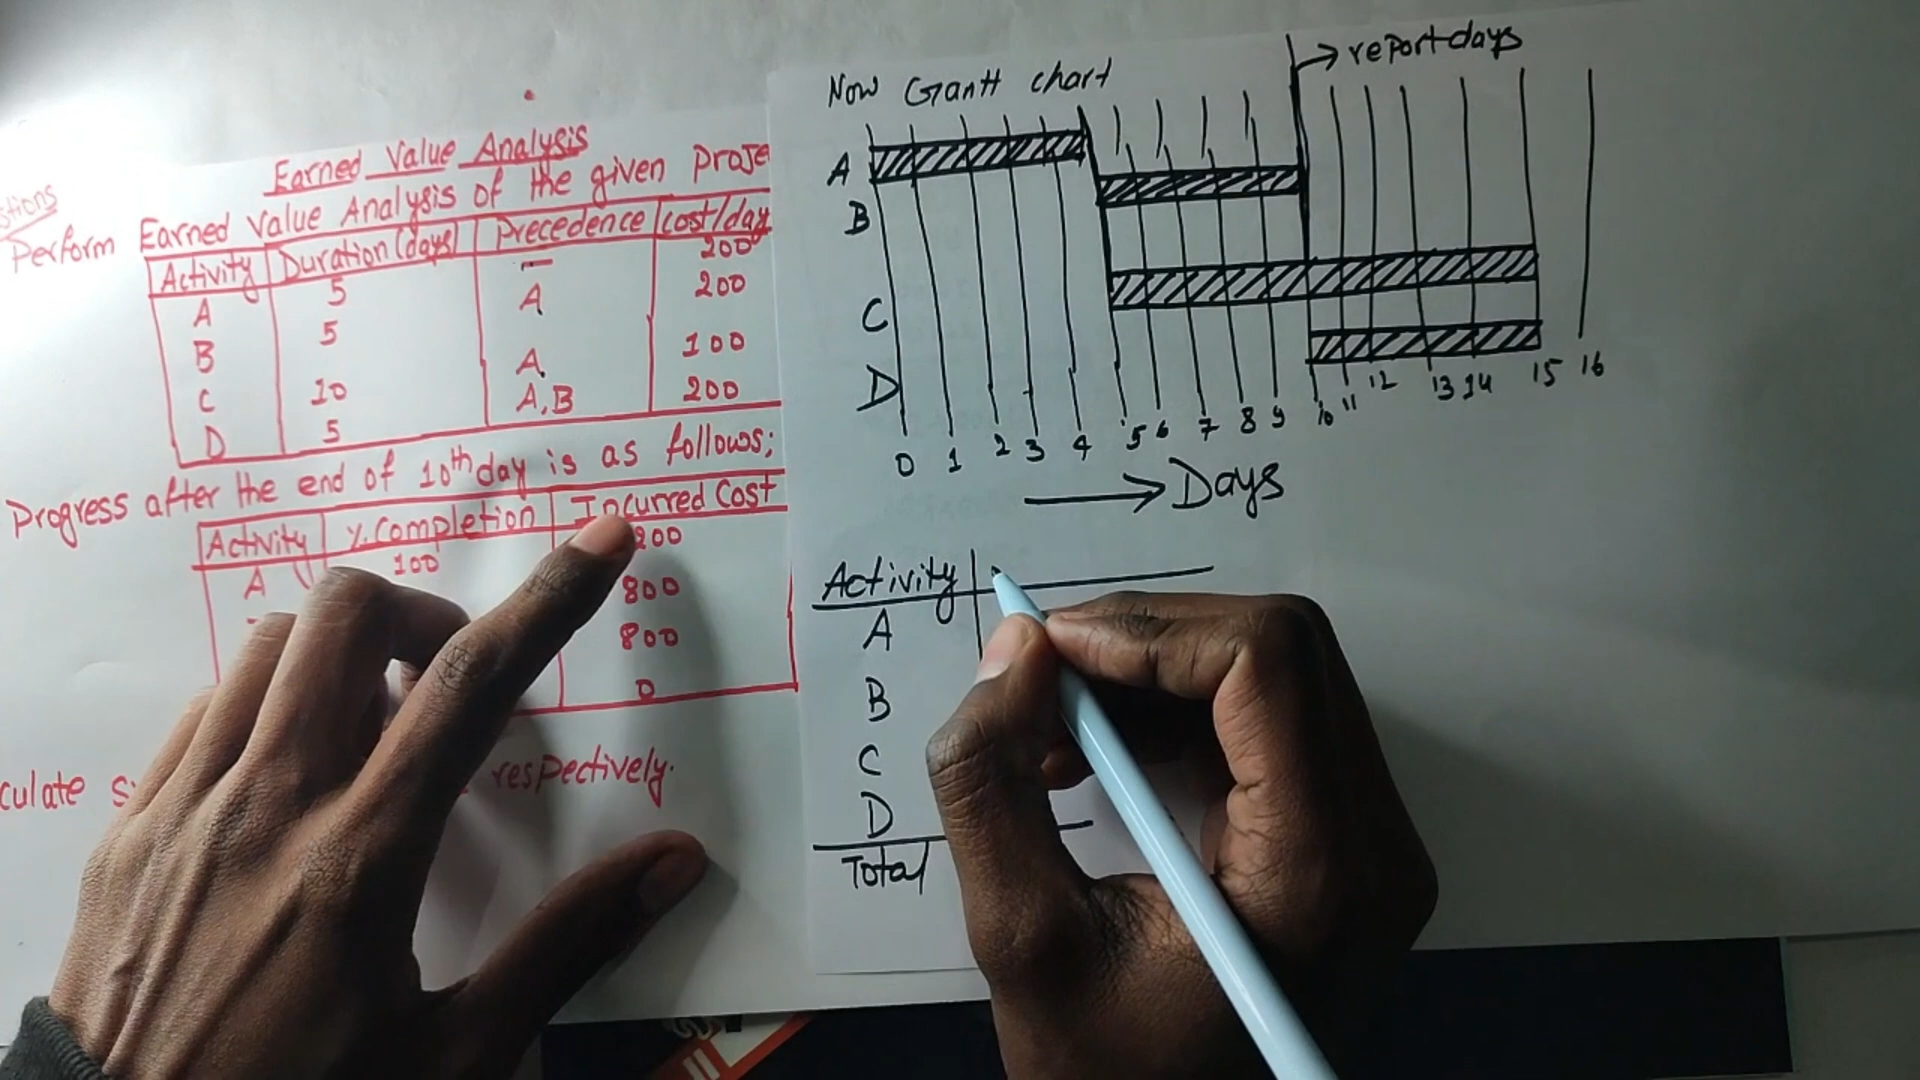 Earned Value Analysis
stions
Perform Earned Value Analysis of the given Proje
Activity Duration (days) Precedence cost/day
A 5 – 200
B 5 A 200
C 10 A 100
D 5 A,B 200
Progress after the end of 10th day is as follows;
Activity %.Completion Incurred Cost
A 100 200
800
800
0
culate respectively.
Now Gantt chart
→ report days
A
B
C
D
0 1 2 3 4 5 6 7 8 9 10 11 12 13 14 15 16
→ Days
Activity
A
B
C
D
Total